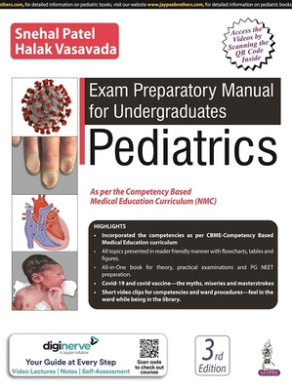 brothers.com, for detailed information on pediatric books, visit our website www.jaypeebrothers.com, for detailed information on pediatric books
Snehal Patel
Halak Vasavada
Access the
Videos by
Scanning the
QR Code
Inside
Exam Preparatory Manual
for Undergraduates
Pediatrics
As per the Competency Based
Medical Education Curriculum (NMC)
HIGHLIGHTS
• Incorporated the competencies as per CBME-Competency Based
Medical Education curriculum
• All topics presented in reader friendly manner with flowcharts, tables and
figures.
• All-in-One book for theory, practical examinations and PG NEET
preparation.
• Covid-19 and covid vaccine—the myths, miseries and masterstrokes
• Short video clips for competencies and ward procedures—feel in the
ward while being in the library.
diginerve
A Jaypee Initiative
Your Guide at Every Step
Video Lectures | Notes | Self-Assessment
Scan code
to check out
courses
3rd
Edition
JAYPEE